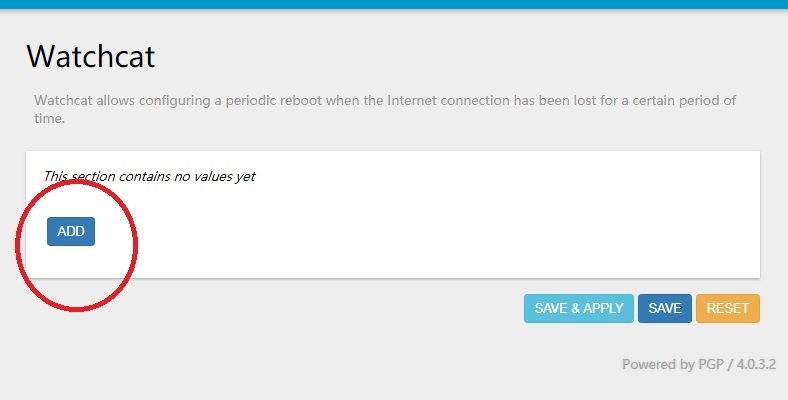 Watchcat
Watchcat allows configuring a periodic reboot when the Internet connection has been lost for a certain period of
time.
This section contains no values yet
ADD
SAVE & APPLY SAVE RESET
Powered by PGP / 4.0.3.2